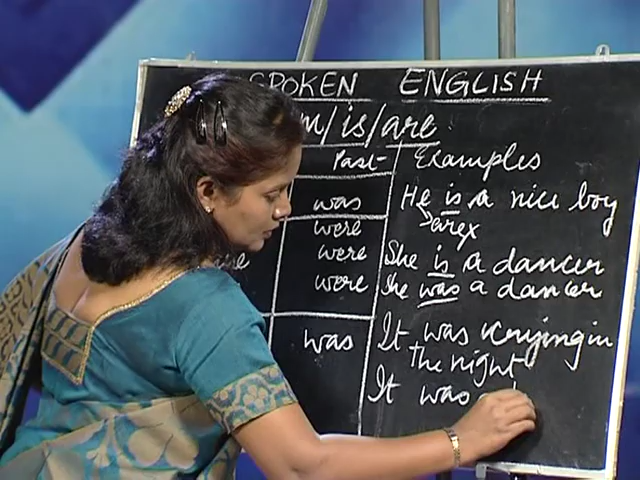 SPOKEN ENGLISH
m/is/are
Past Examples
was He is a nice boy
were are x
were She is a dancer
were She was a dancer
was It was crying in
the night
It was